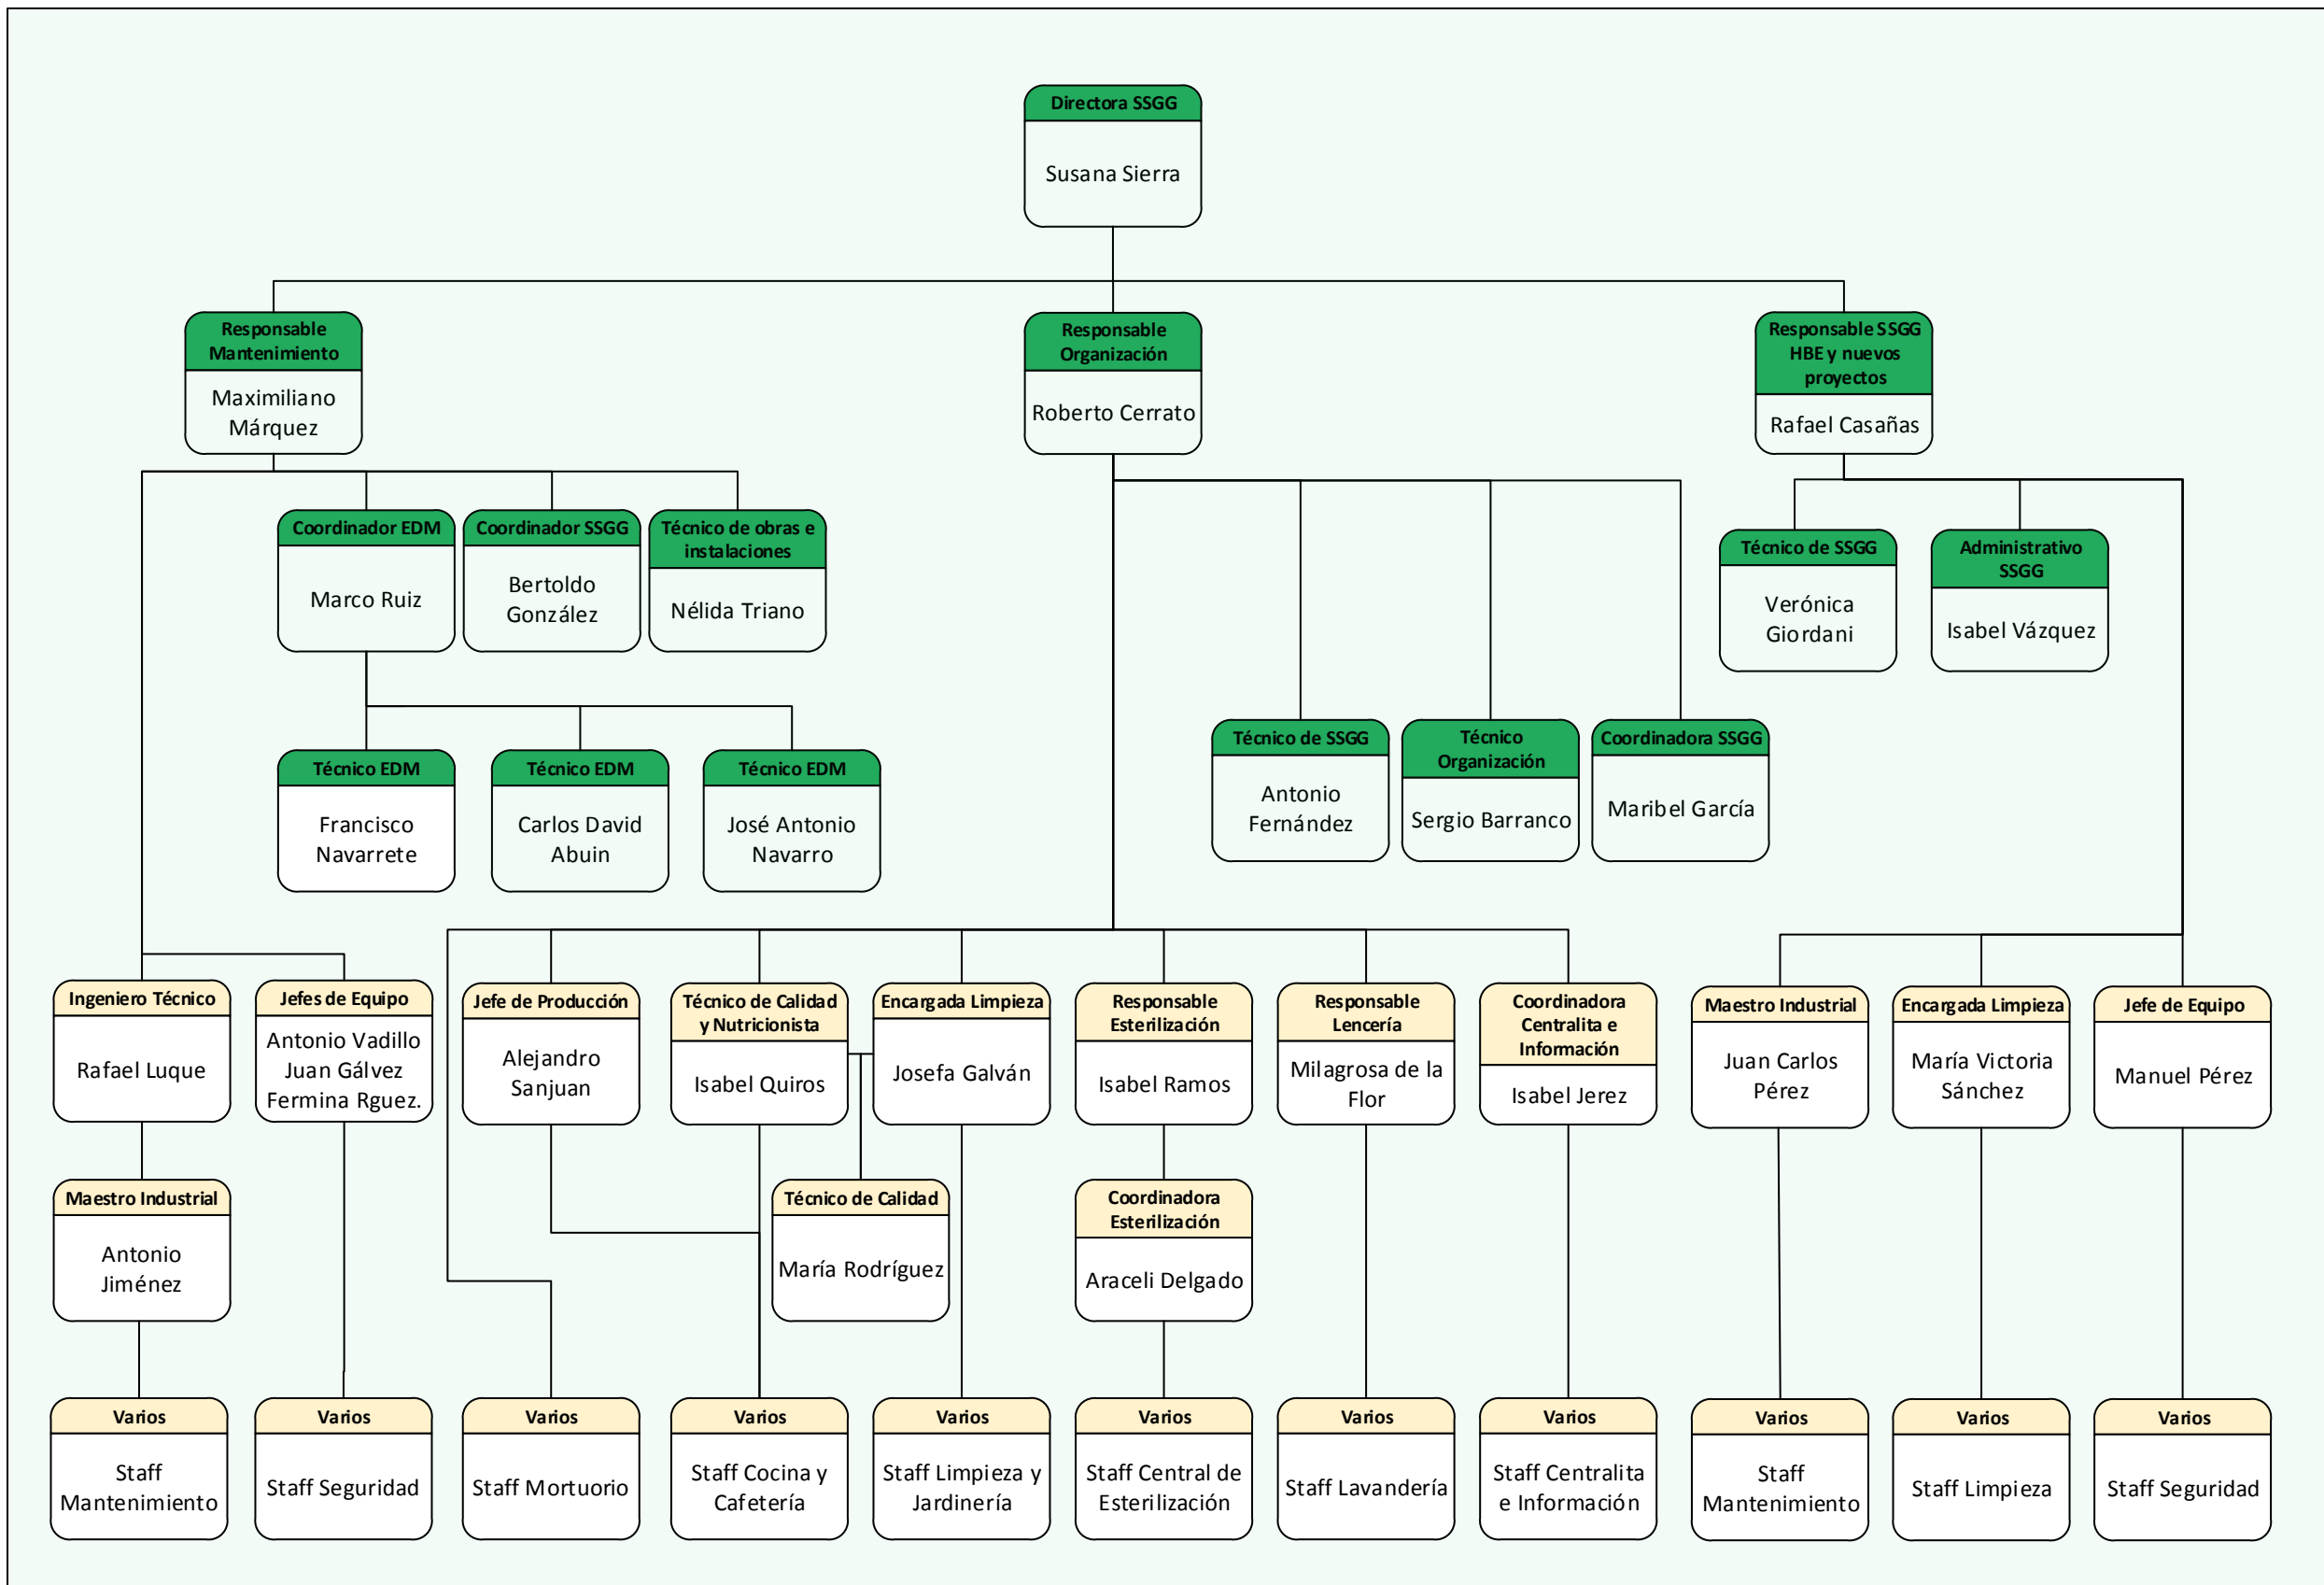 Directora SSGG
Susana Sierra
Responsable
Mantenimiento
Maximiliano
Márquez
Responsable
Organización
Roberto Cerrato
Responsable SSGG
HBE y nuevos
proyectos
Rafael Casañas
Coordinador EDM
Marco Ruiz
Coordinador SSGG
Bertoldo
González
Técnico de obras e
instalaciones
Nélida Triano
Técnico de SSGG
Verónica
Giordani
Administrativo
SSGG
Isabel Vázquez
Técnico EDM
Francisco
Navarrete
Técnico EDM
Carlos David
Abuin
Técnico EDM
José Antonio
Navarro
Técnico de SSGG
Antonio
Fernández
Técnico
Organización
Sergio Barranco
Coordinadora SSGG
Maribel García
Ingeniero Técnico
Rafael Luque
Jefes de Equipo
Antonio Vadillo
Juan Gálvez
Fermina Rguez.
Jefe de Producción
Alejandro
Sanjuan
Técnico de Calidad
y Nutricionista
Isabel Quiros
Encargada Limpieza
Josefa Galván
Responsable
Esterilización
Isabel Ramos
Responsable
Lencería
Milagrosa de la
Flor
Coordinadora
Centralita e
Información
Isabel Jerez
Maestro Industrial
Juan Carlos
Pérez
Encargada Limpieza
María Victoria
Sánchez
Jefe de Equipo
Manuel Pérez
Maestro Industrial
Antonio
Jiménez
Técnico de Calidad
María Rodríguez
Coordinadora
Esterilización
Araceli Delgado
Varios
Staff
Mantenimiento
Varios
Staff Seguridad
Varios
Staff Mortuorio
Varios
Staff Cocina y
Cafetería
Varios
Staff Limpieza y
Jardinería
Varios
Staff Central de
Esterilización
Varios
Staff Lavandería
Varios
Staff Centralita
e Información
Varios
Staff
Mantenimiento
Varios
Staff Limpieza
Varios
Staff Seguridad